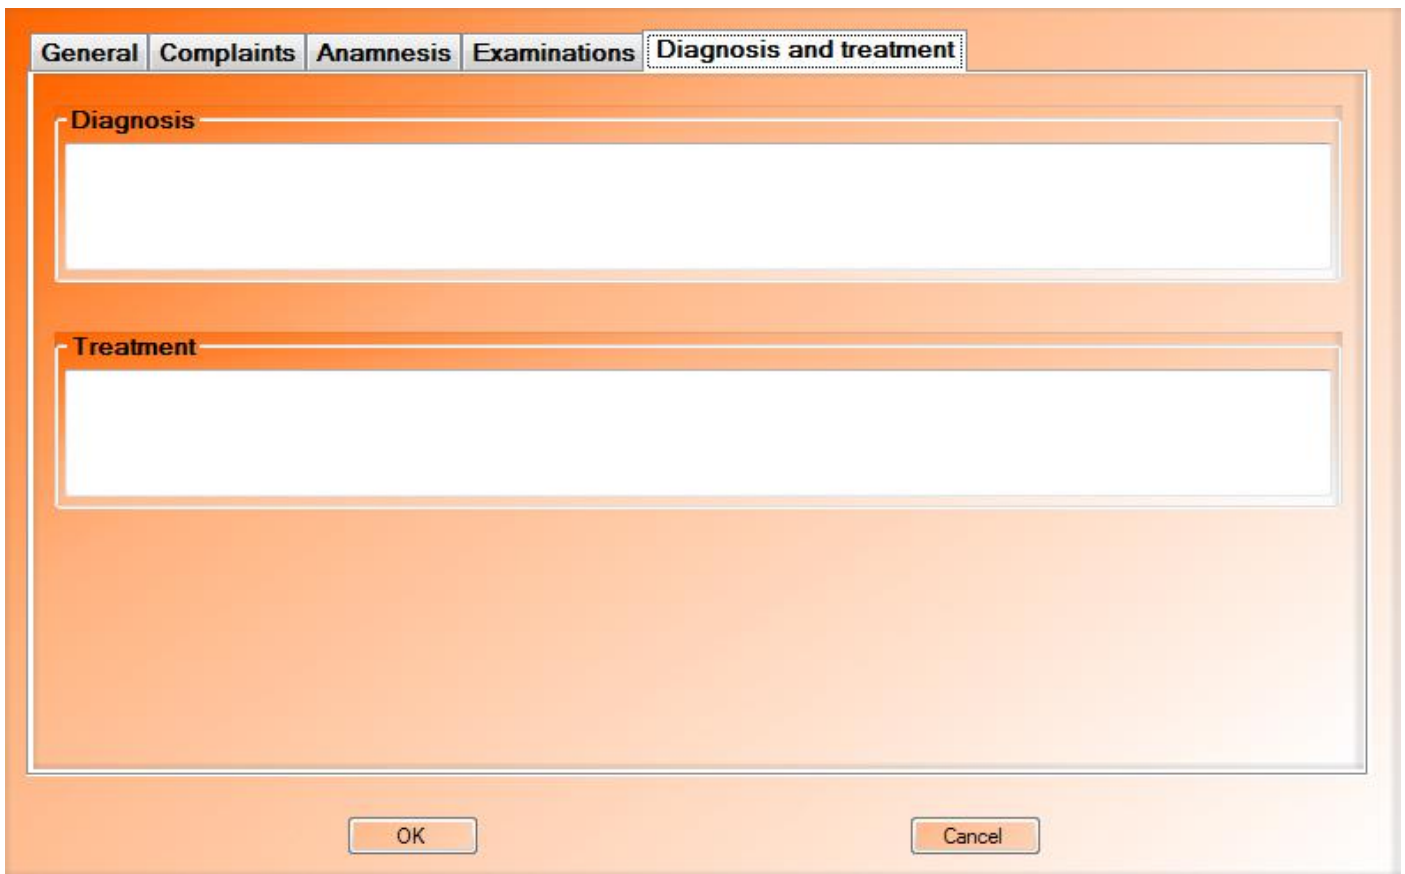 General Complaints Anamnesis Examinations Diagnosis and treatment
Diagnosis
Treatment
OK Cancel